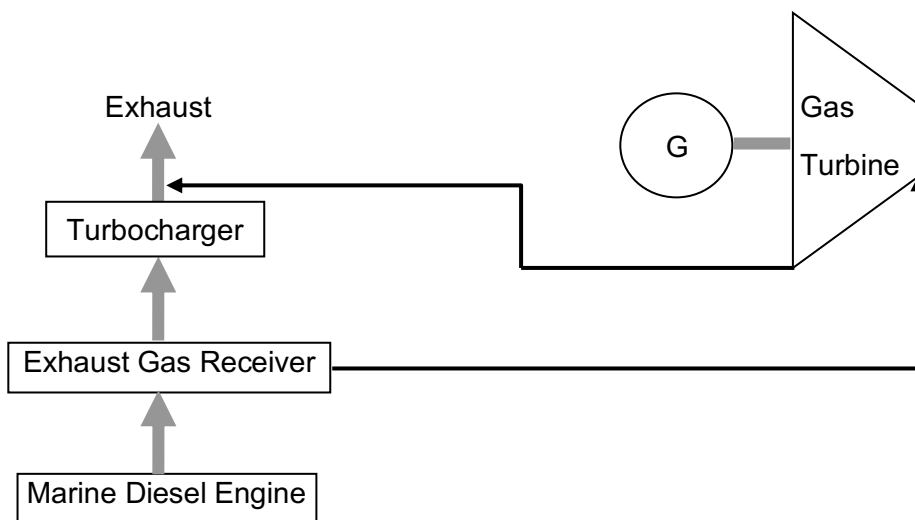 Exhaust
Gas
G
Turbine
Turbocharger
Exhaust Gas Receiver
Marine Diesel Engine